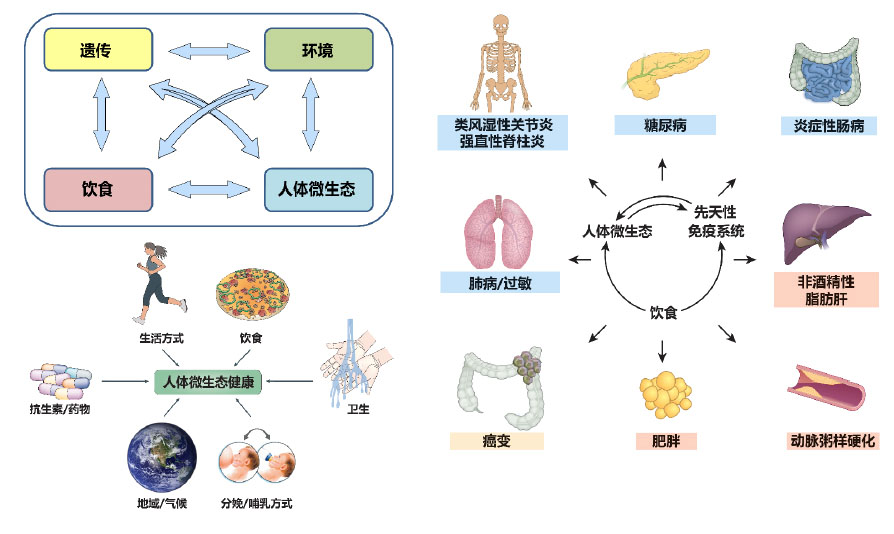 遗传
环境
饮食
人体微生态
生活方式
饮食
抗生素/药物
人体微生态健康
卫生
地域/气候
分娩/哺乳方式
类风湿性关节炎
强直性脊柱炎
糖尿病
炎症性肠病
人体微生态
先天性
免疫系统
肺病/过敏
非酒精性
脂肪肝
饮食
癌变
肥胖
动脉粥样硬化